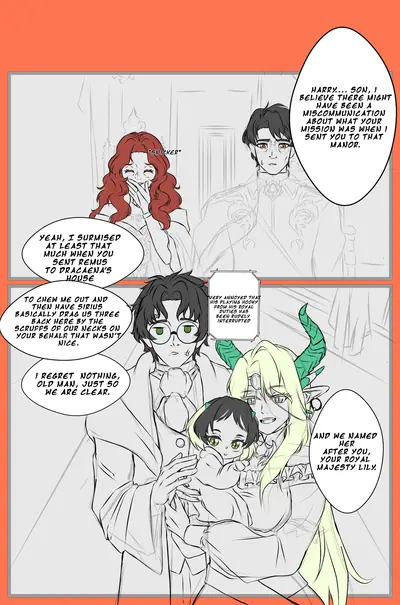 HARRY... SON, I
BELIEVE THERE MIGHT
HAVE BEEN A
MISCOMMUNICATION
ABOUT WHAT YOUR
MISSION WAS WHEN I
SENT YOU TO THAT
MANOR.
*SNICKER*
YEAH, I SURMISED
AT LEAST THAT
MUCH WHEN YOU
SENT REMUS
TO DRACAENA'S
HOUSE
TO CHEW ME OUT AND
THEN HAVE SIRIUS
BASICALLY DRAG US THREE
BACK HERE BY THE
SCRUFFS OF OUR NECKS ON
YOUR BEHALF THAT WASN'T
NICE.
VERY ANNOYED THAT
HIS PLAYING HOOKY
FROM HIS ROYAL
DUTIES HAS
BEEN RUDELY
INTERRUPTED
I REGRET NOTHING,
OLD MAN, JUST SO
WE ARE CLEAR.
AND WE NAMED
HER
AFTER YOU,
YOUR ROYAL
MAJESTY LILY.